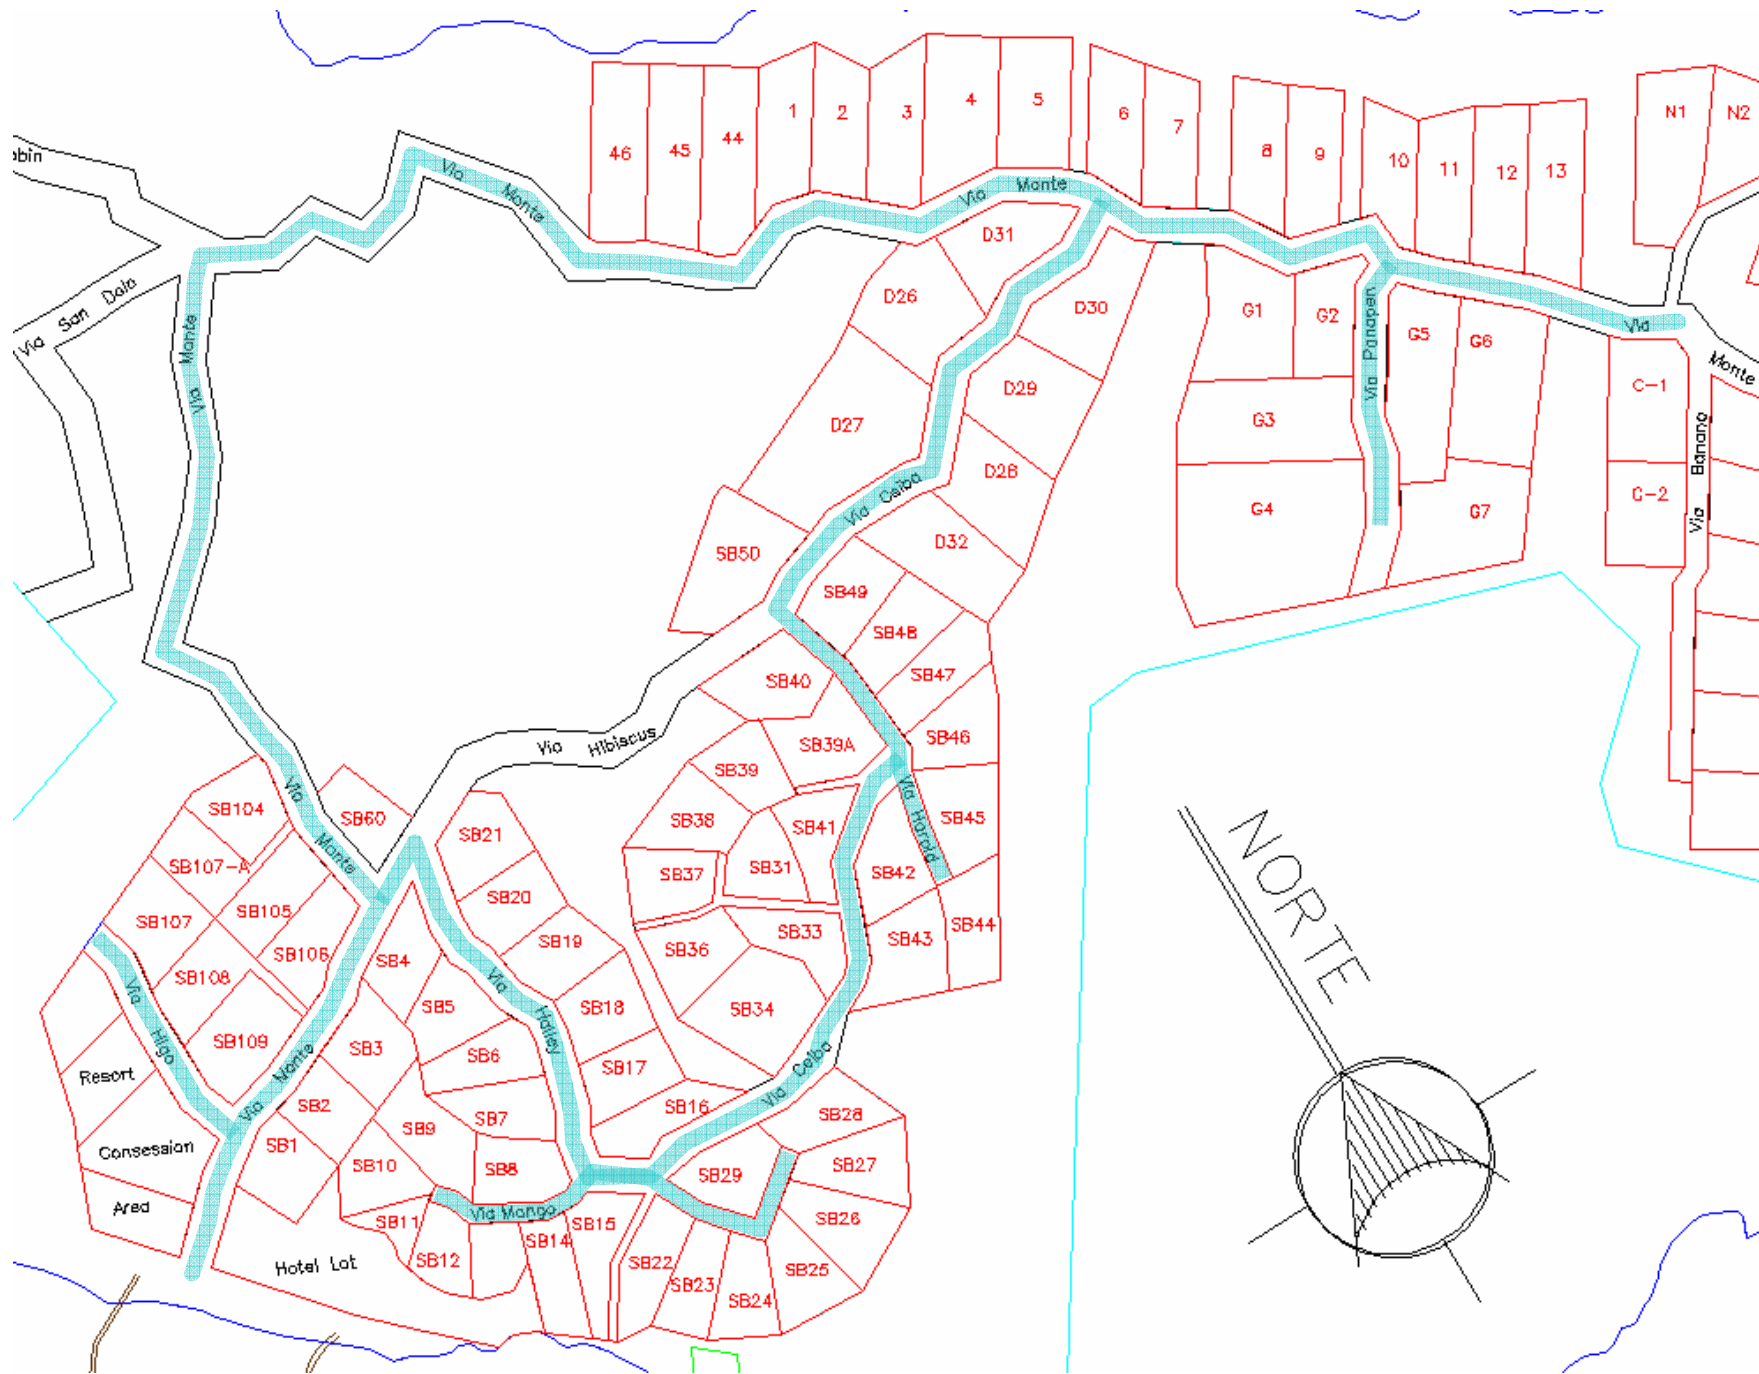 1
2
3
4
5
6
7
8
9
10
11
12
13
44
45
46
N1
N2
Via Monte
Via Monte
D31
D26
D30
D27
D29
D28
D32
G1
G2
G3
G4
G5
G6
G7
Via Panapen
Via
Monte
C-1
C-2
Via Banana
Via San
Via Monte
Via Ceiba
SB50
SB49
SB48
SB47
SB46
SB45
SB44
SB43
SB42
SB41
SB40
SB39A
SB39
SB38
SB37
SB36
SB34
SB33
SB31
Via Hibiscus
Via Harold
NORTE
Via Monte
SB60
SB104
SB107-A
SB107
SB105
SB106
SB108
SB109
Via Higo
Via Monte
SB21
SB20
SB19
SB18
SB17
SB16
Via Hailey
Via Ceiba
SB4
SB5
SB6
SB3
SB2
SB1
SB7
SB8
SB9
SB10
SB11
SB12
SB14
SB15
Via Mango
SB22
SB23
SB24
SB25
SB26
SB27
SB28
SB29
Resort
Consession
Area
Hotel Lot